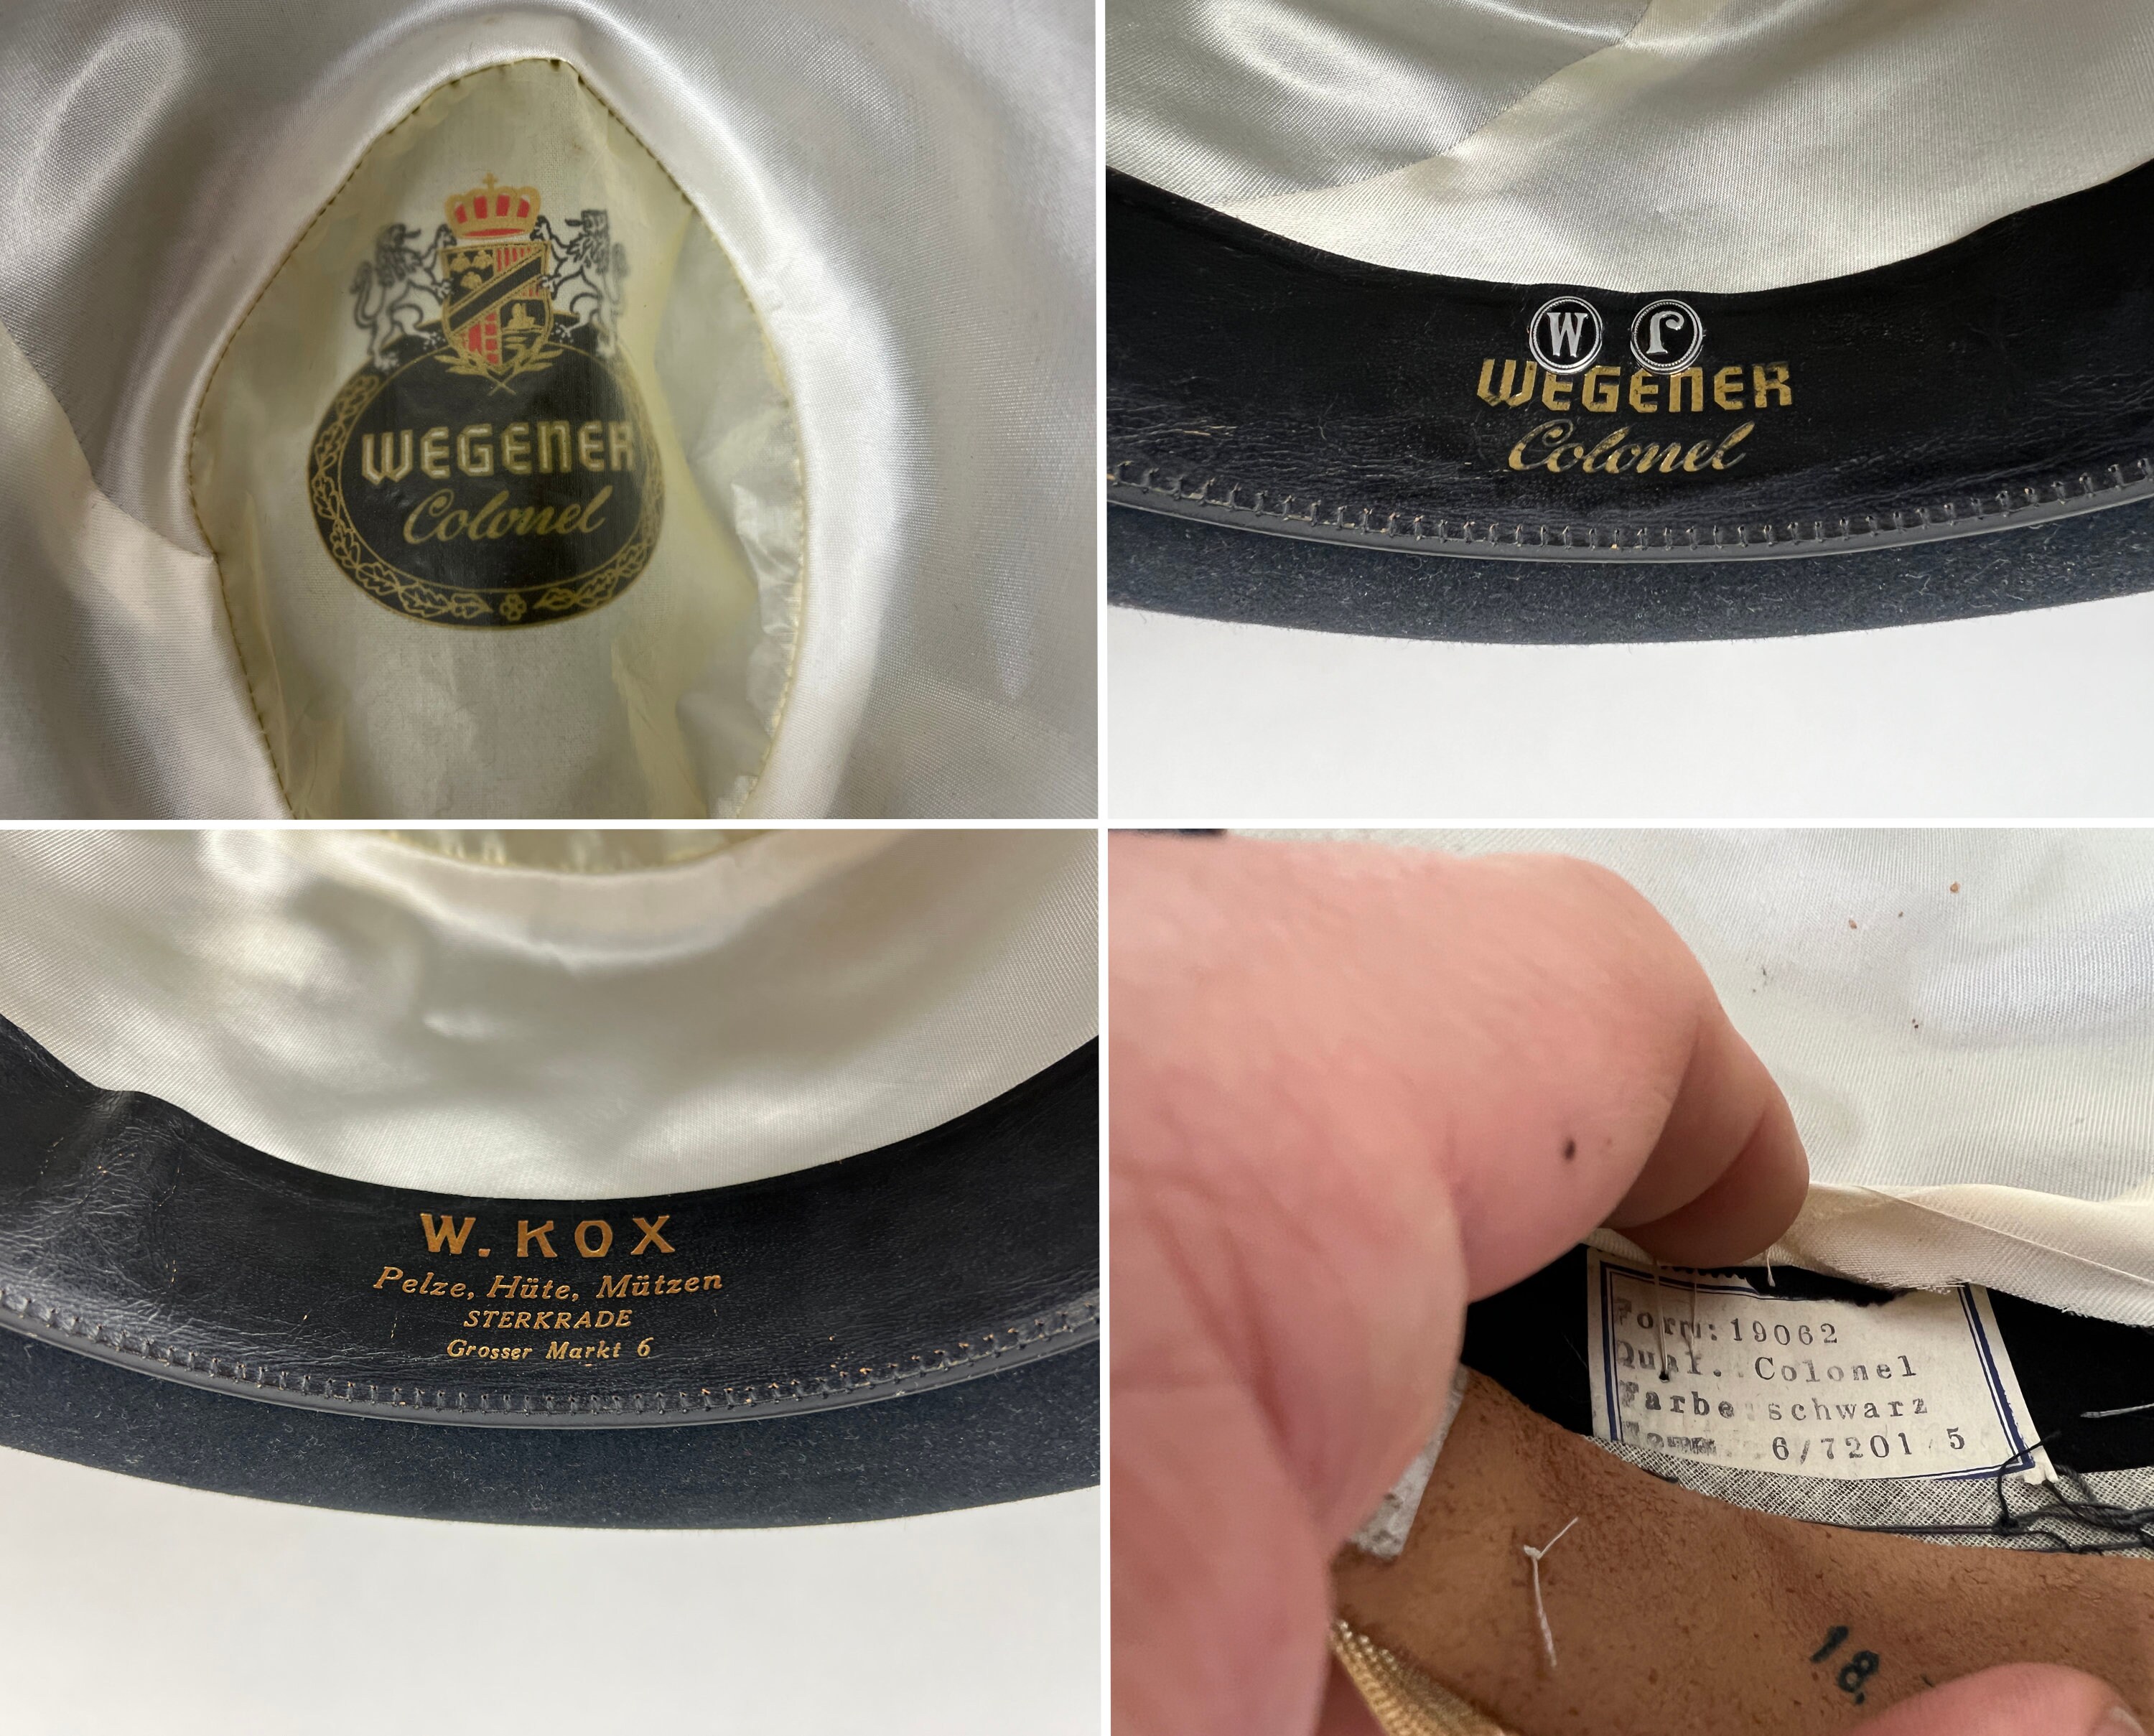 WEGENER
Colonel
W
WEGENER
Colonel
W. KOX
Pelze, Hüte, Mützen
STERKRADE
Grosser Markt 6
Form: 19062
Qual. Colonel
Farbe schwarz
6/7201 5
18.